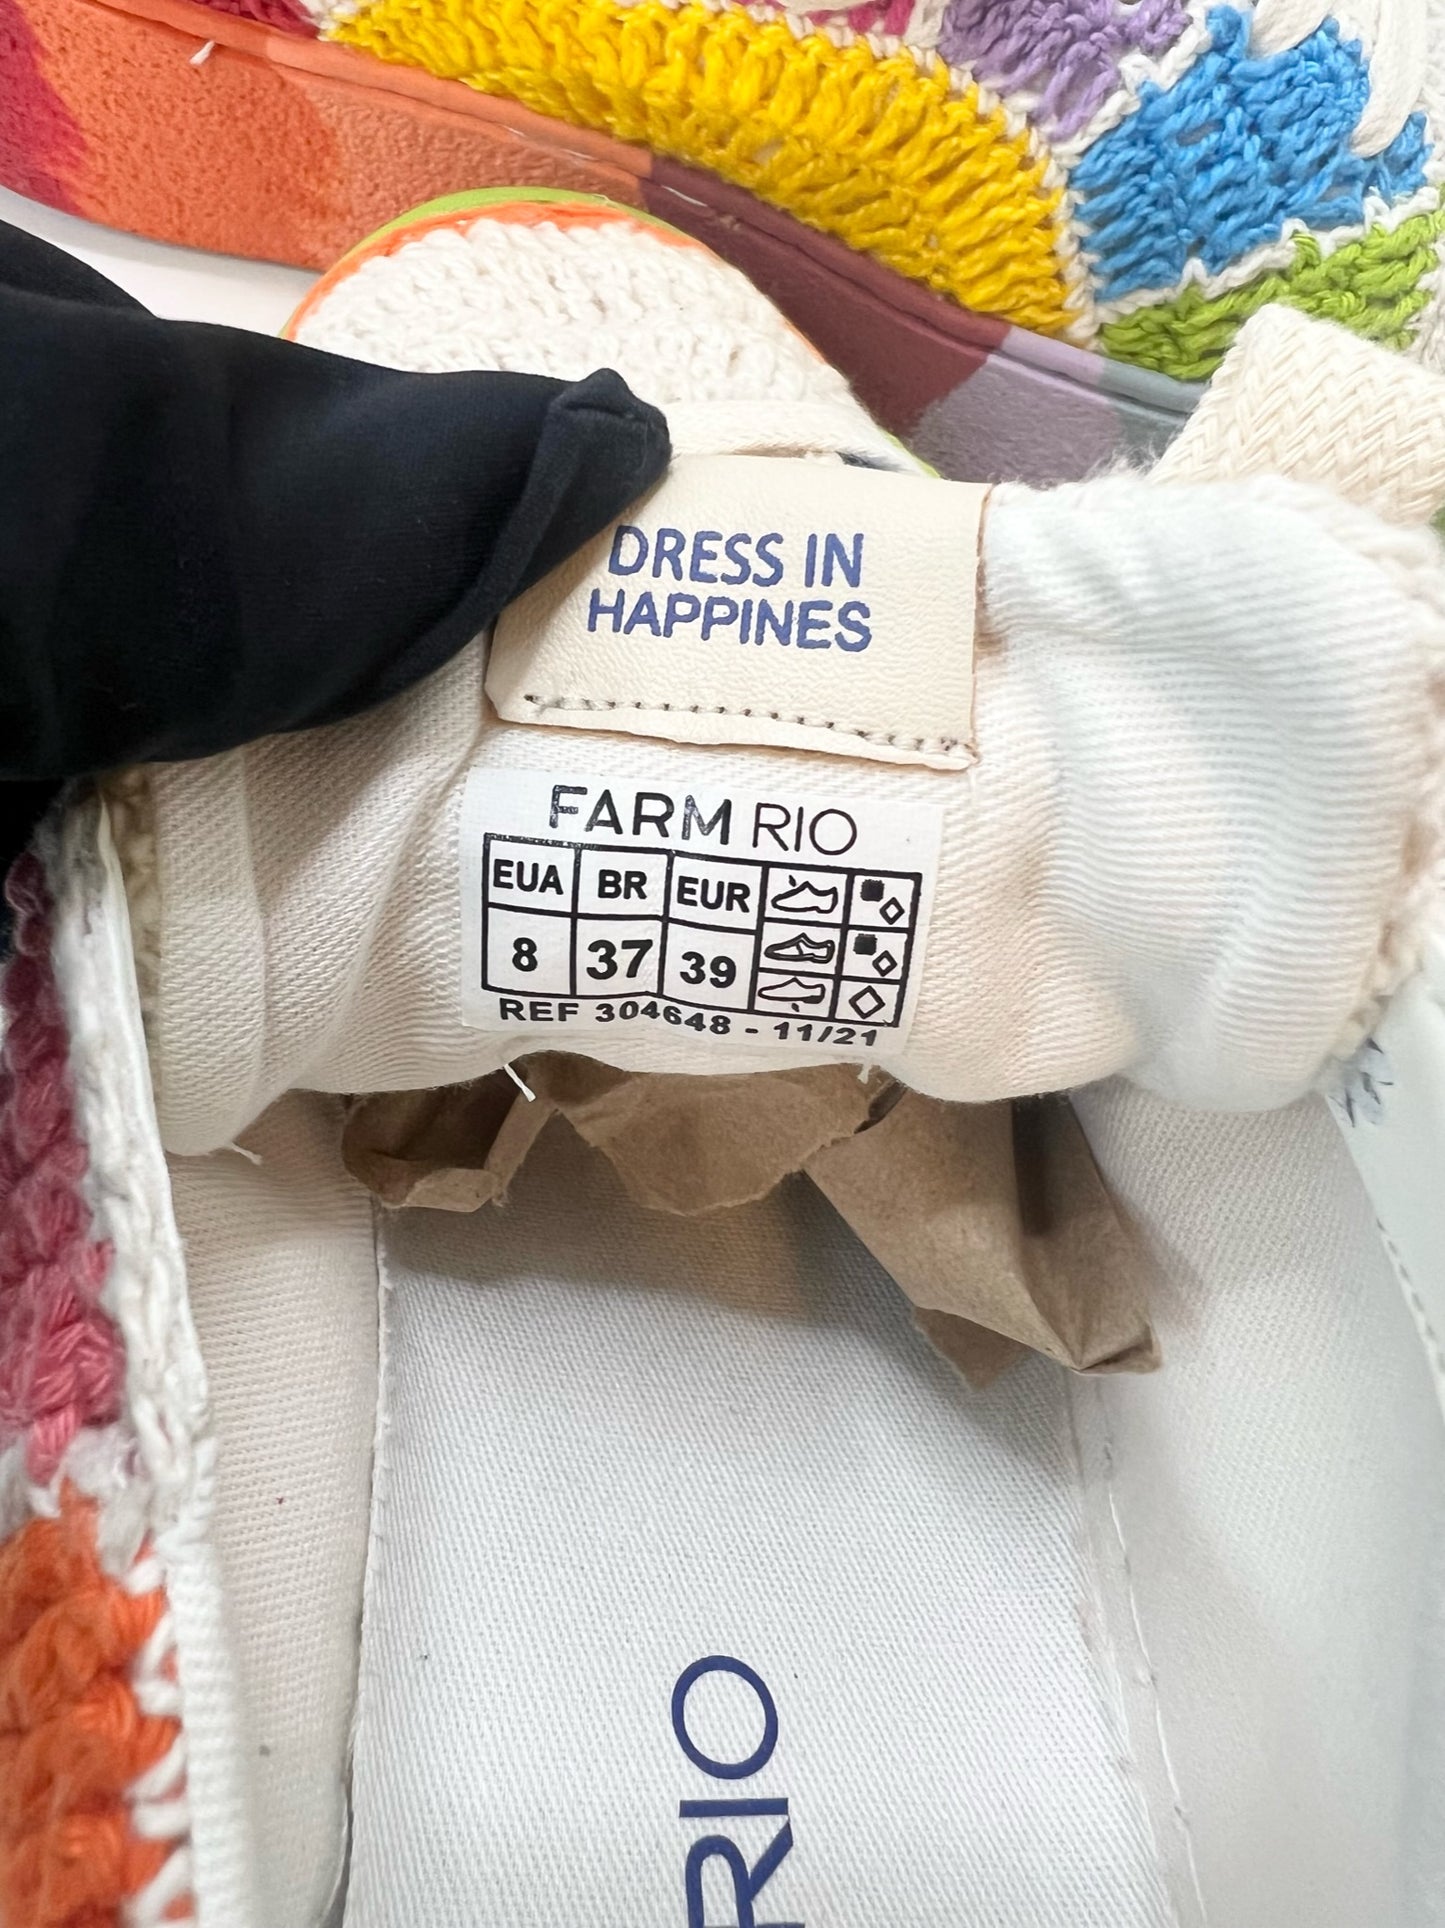 DRESS IN
HAPPINES
FARM RIO
EUA BR EUR
8 37 39
REF 304648 - 11/21
RIO